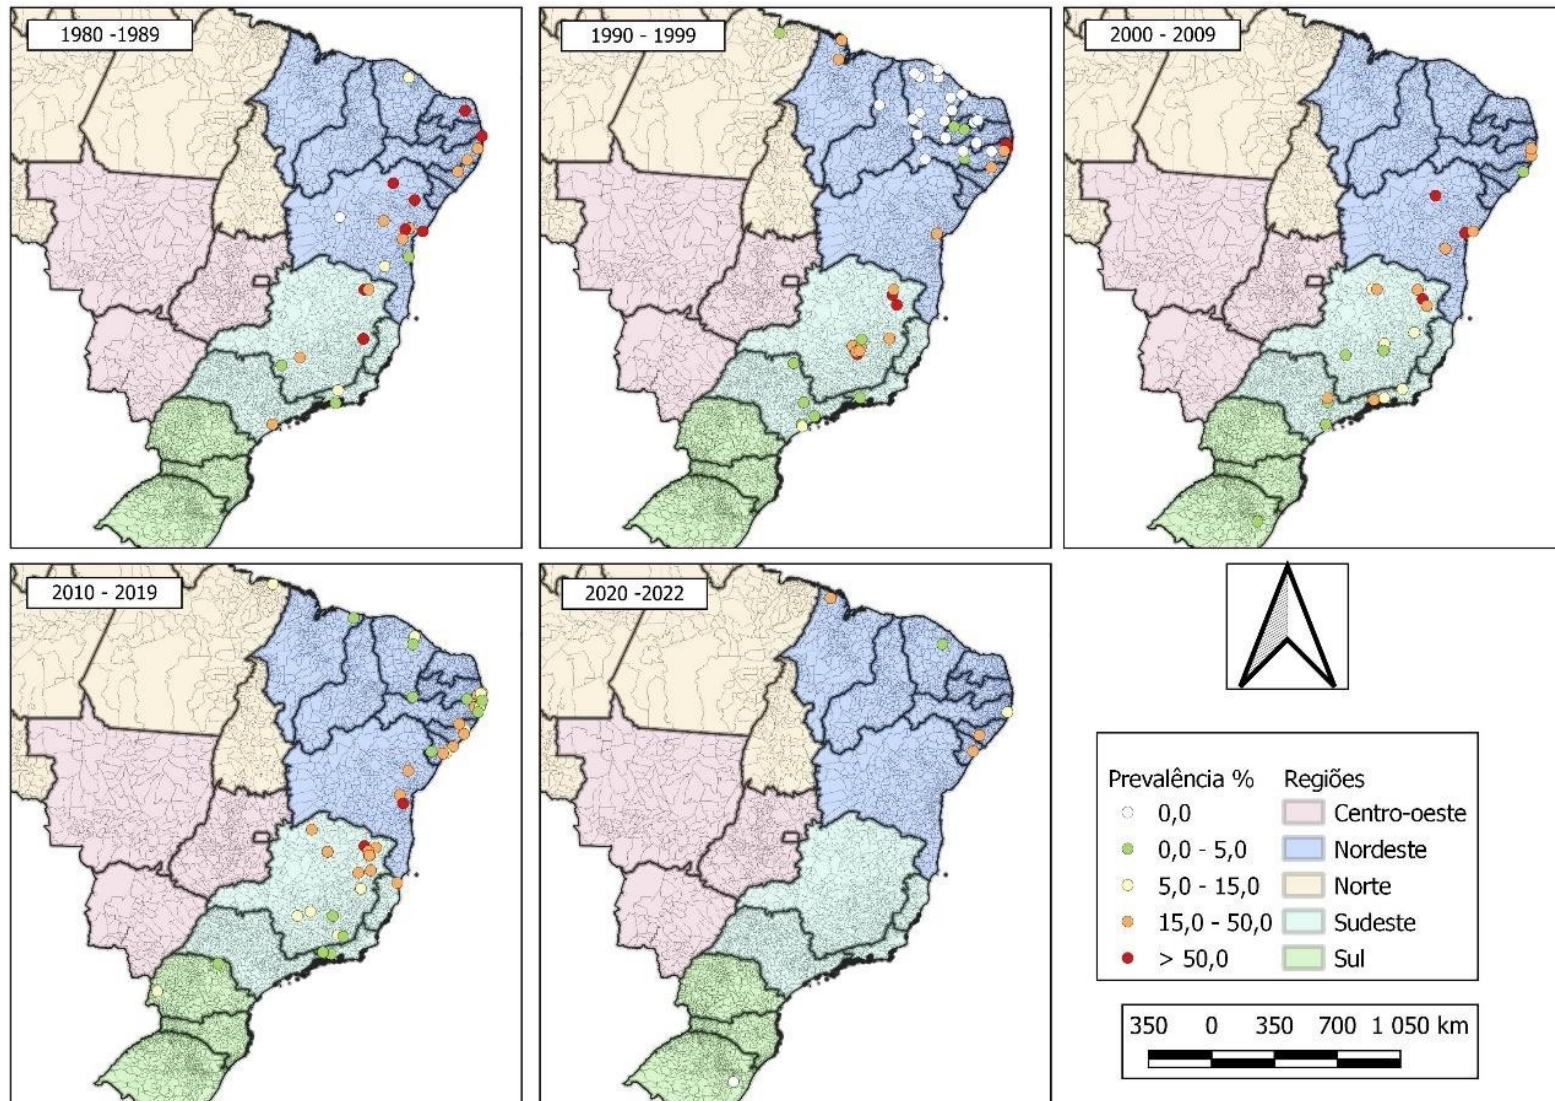 1980 -1989
1990 - 1999
2000 - 2009
2010 - 2019
2020 -2022
Prevalência % Regiões
0,0 Centro-oeste
0,0 - 5,0 Nordeste
5,0 - 15,0 Norte
15,0 - 50,0 Sudeste
> 50,0 Sul
350 0 350 700 1 050 km